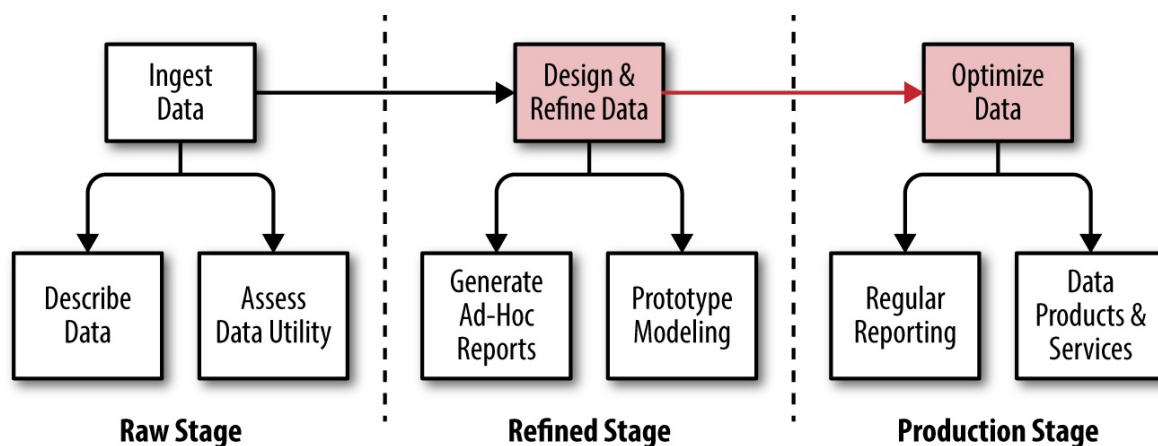 Ingest
Data
Design &
Refine Data
Optimize
Data
Describe
Data
Assess
Data Utility
Generate
Ad-Hoc
Reports
Prototype
Modeling
Regular
Reporting
Data
Products &
Services
Raw Stage
Refined Stage
Production Stage